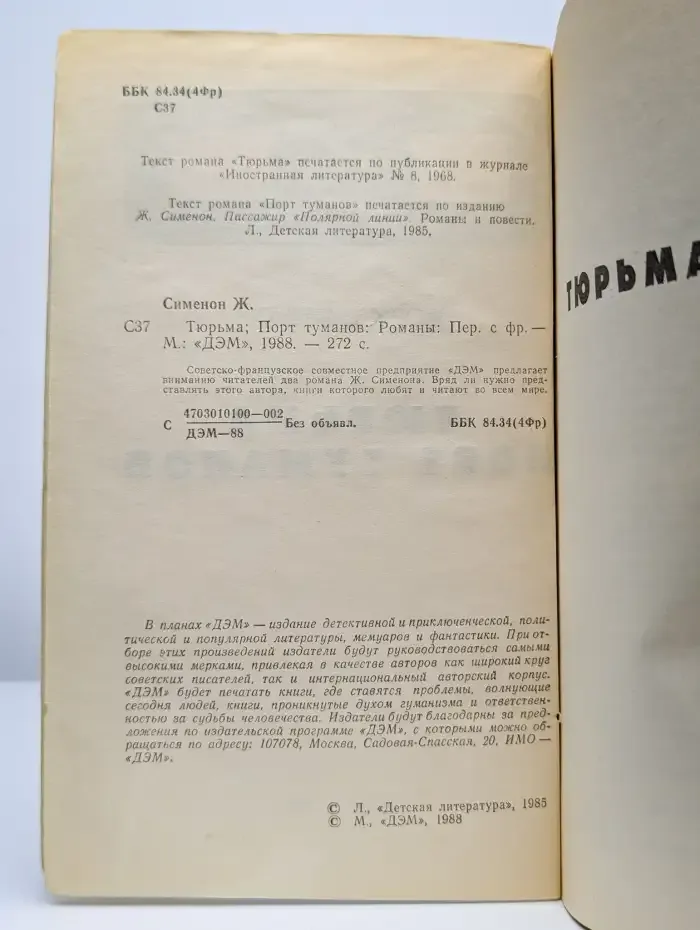 ББК 84.34(4Фр)
С37
Текст романа «Тюрьма» печатается по публикации в журнале
«Иностранная литература» № 8, 1968.
Текст романа «Порт туманов» печатается по изданию
Ж. Сименон. Пассажир «Полярной линии». Романы и повести.
Л., Детская литература, 1985.
Сименон Ж.
С37 Тюрьма; Порт туманов: Романы: Пер. с фр. —
М.: «ДЭМ», 1988. — 272 с.
Советско-французское совместное предприятие «ДЭМ» предлагает
вниманию читателей два романа Ж. Сименона. Вряд ли нужно пред-
ставлять этого автора, книги которого любят и читают во всем мире.
С 4703010100—002 Без объявл. ББК 84.34(4Фр)
ДЭМ—88
В планах «ДЭМ» — издание детективной и приключенческой, поли-
тической и популярной литературы, мемуаров и фантастики. При от-
боре этих произведений издатели будут руководствоваться самыми
высокими мерками, привлекая в качестве авторов как широкий круг
советских писателей, так и интернациональный авторский корпус.
«ДЭМ» будет печатать книги, где ставятся проблемы, волнующие
сегодня людей, книги, проникнутые духом гуманизма и ответствен-
ностью за судьбы человечества. Издатели будут благодарны за пред-
ложения по издательской программе «ДЭМ», с которыми можно об-
ращаться по адресу: 107078, Москва, Садовая-Спасская, 20, ИМО —
«ДЭМ».
© Л., «Детская литература», 1985
© М., «ДЭМ», 1988
ТЮРЬМА